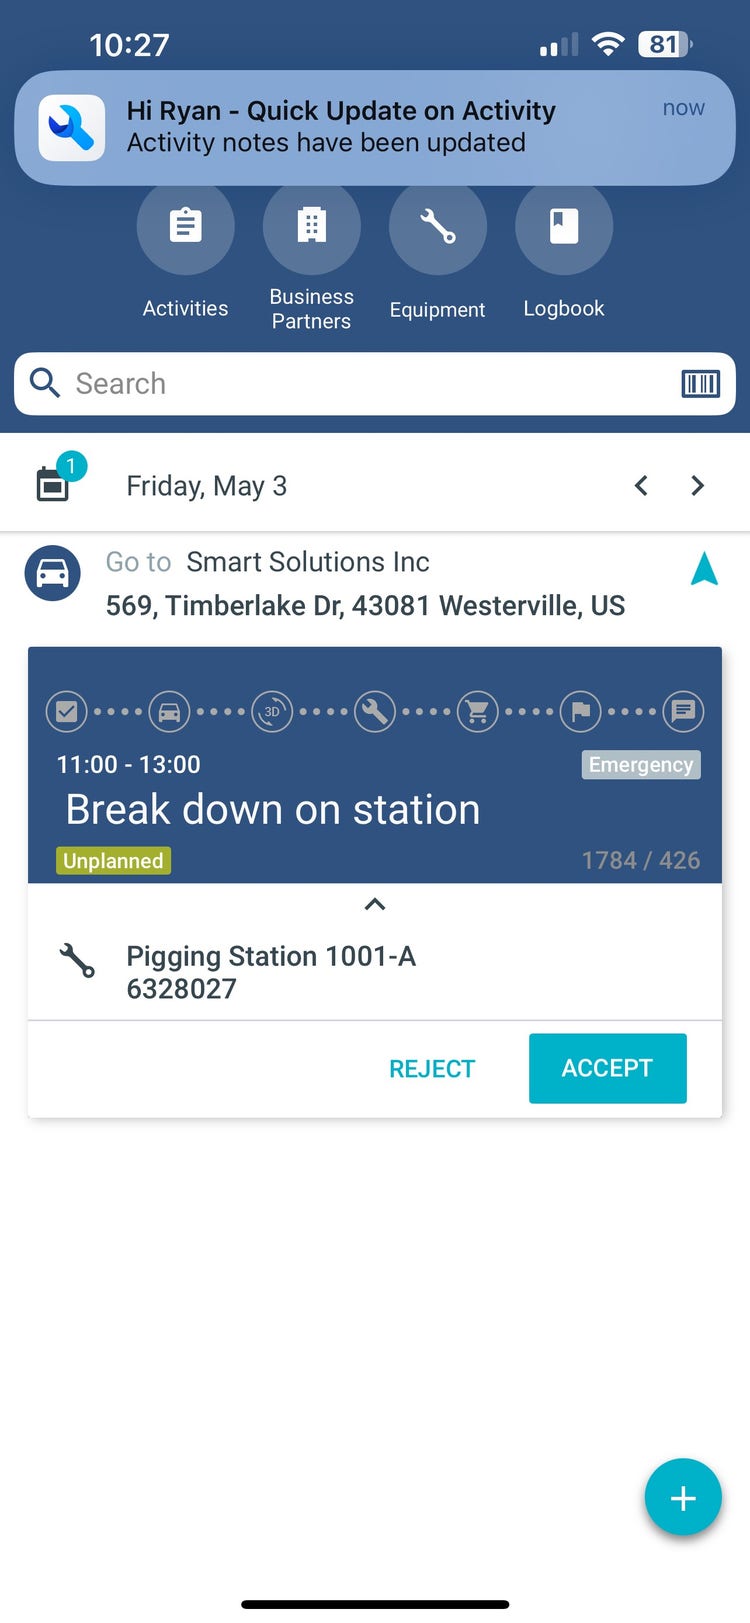 10:27
81
Hi Ryan - Quick Update on Activity
now
Activity notes have been updated
Activities
Business
Partners
Equipment
Logbook
Search
1
Friday, May 3
Go to Smart Solutions Inc
569, Timberlake Dr, 43081 Westerville, US
3D
11:00 - 13:00
Emergency
Break down on station
Unplanned
1784 / 426
Pigging Station 1001-A
6328027
REJECT
ACCEPT